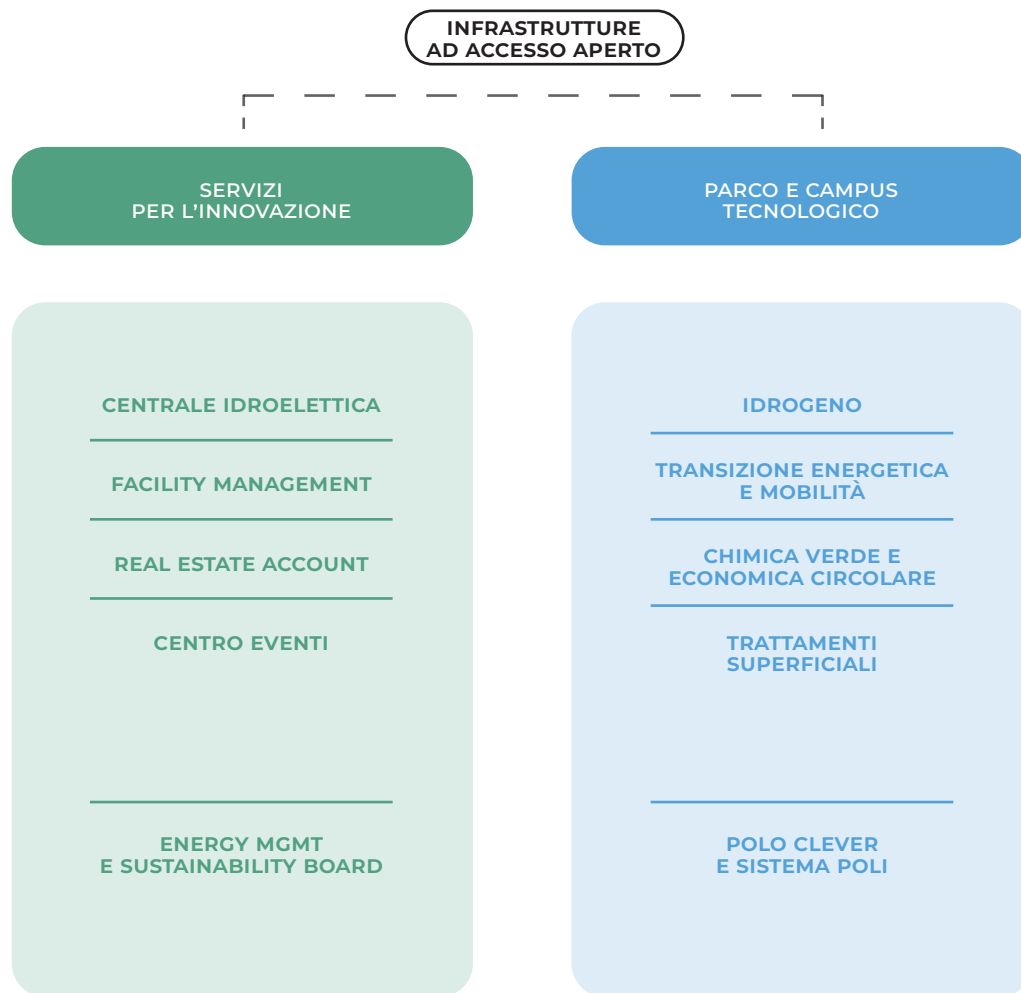 INFRASTRUTTURE
AD ACCESSO APERTO
SERVIZI
PER L'INNOVAZIONE
CENTRALE IDROELETTICA
FACILITY MANAGEMENT
REAL ESTATE ACCOUNT
CENTRO EVENTI
ENERGY MGMT
E SUSTAINABILITY BOARD
PARCO E CAMPUS
TECNOLOGICO
IDROGENO
TRANSIZIONE ENERGETICA
E MOBILITÀ
CHIMICA VERDE E
ECONOMICA CIRCOLARE
TRATTAMENTI
SUPERFICIALI
POLO CLEVER
E SISTEMA POLI